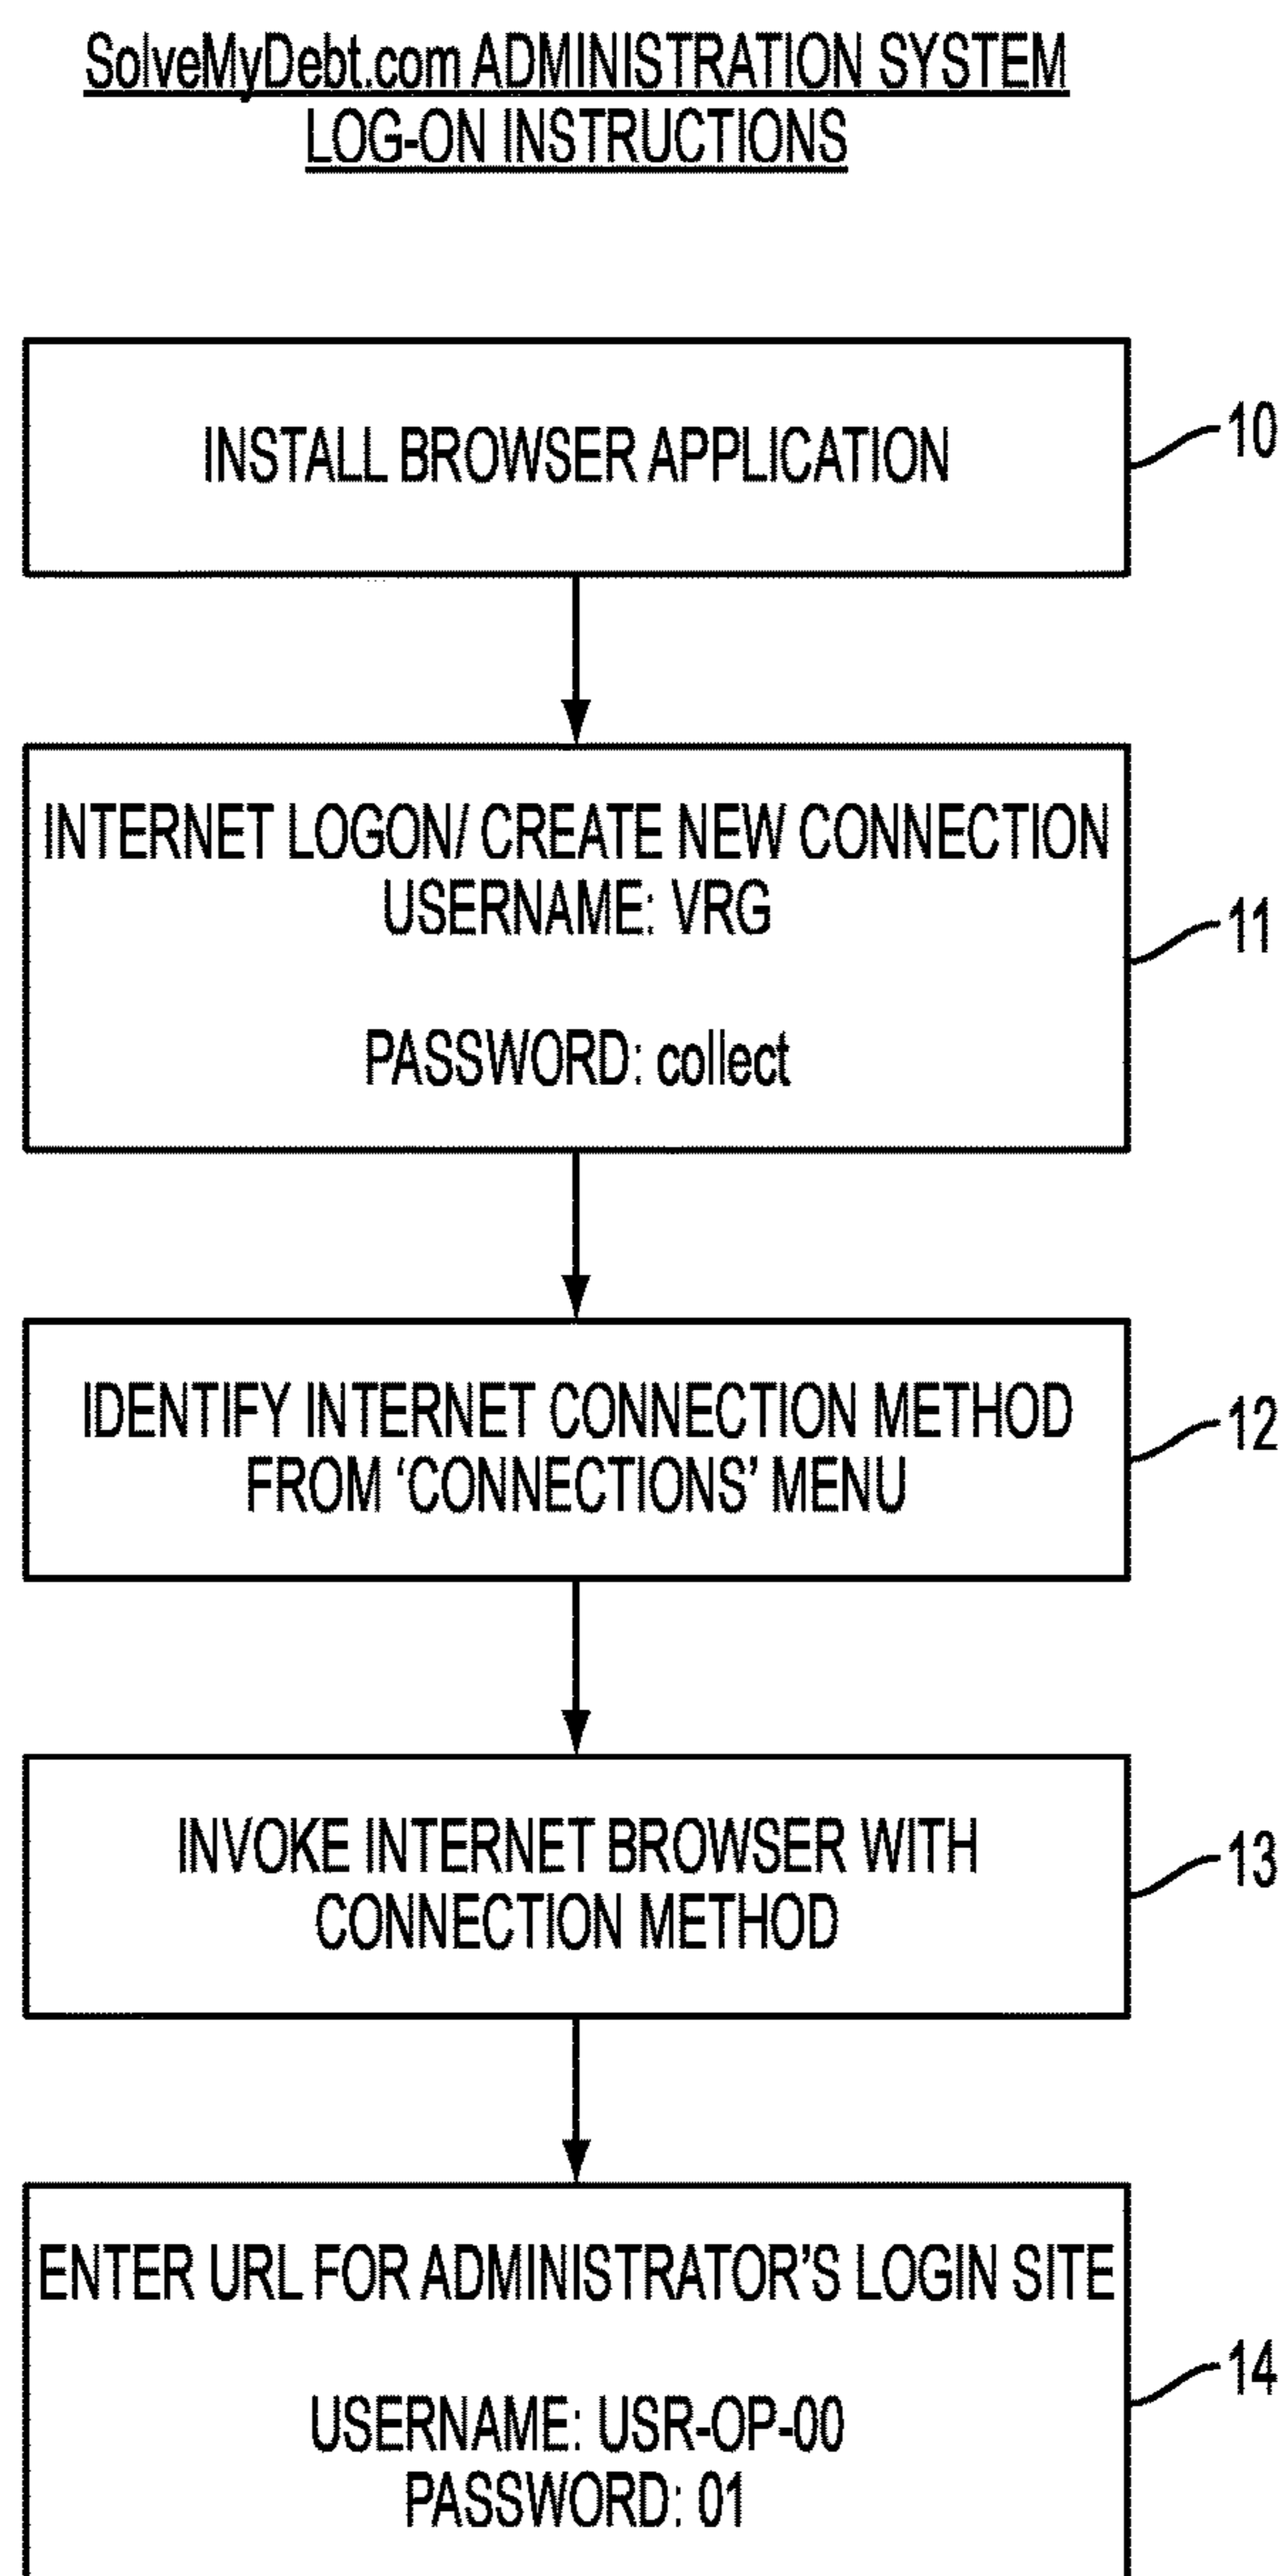 SolveMyDebt.com ADMINISTRATION SYSTEM
LOG-ON INSTRUCTIONS
INSTALL BROWSER APPLICATION
10
INTERNET LOGON/ CREATE NEW CONNECTION
USERNAME: VRG
PASSWORD: collect
11
IDENTIFY INTERNET CONNECTION METHOD
FROM ‘CONNECTIONS’ MENU
12
INVOKE INTERNET BROWSER WITH
CONNECTION METHOD
13
ENTER URL FOR ADMINISTRATOR’S LOGIN SITE
USERNAME: USR-OP-00
PASSWORD: 01
14